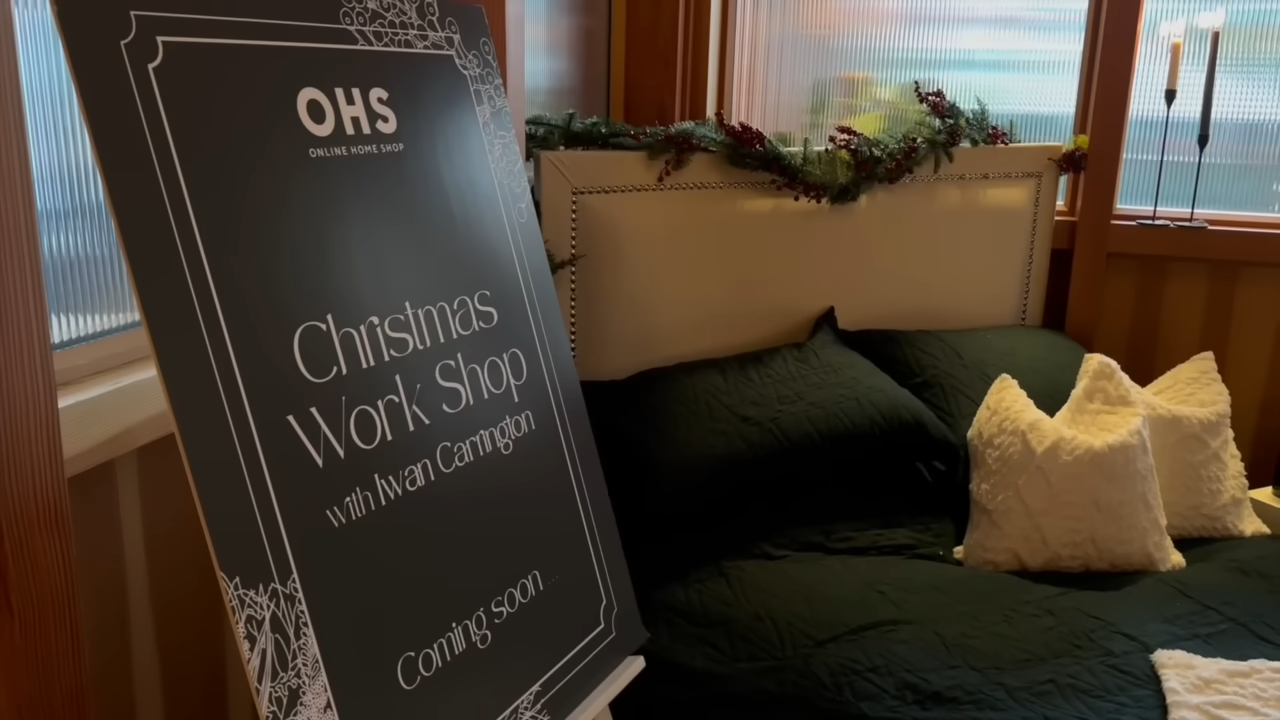 OHS
ONLINE HOME SHOP
Christmas
Work Shop
with Iwan Carrington
Coming soon...